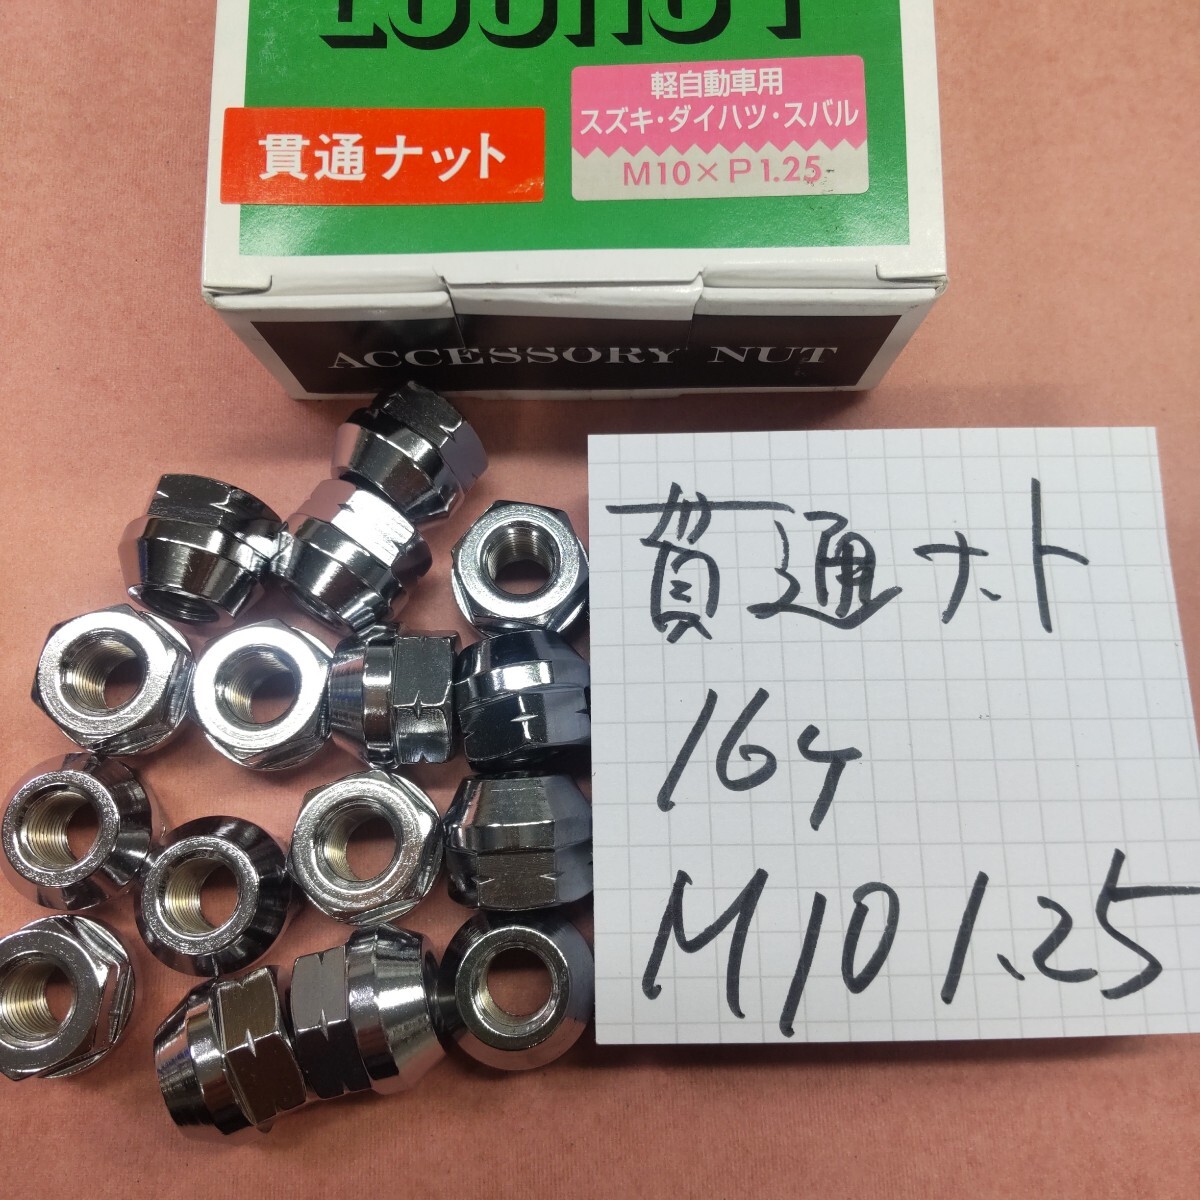 貫通ナット
軽自動車用
スズキ・ダイハツ・スバル
M10×P1.25
ACCESSORY NUT
貫通ナット
16ケ
M10 1.25